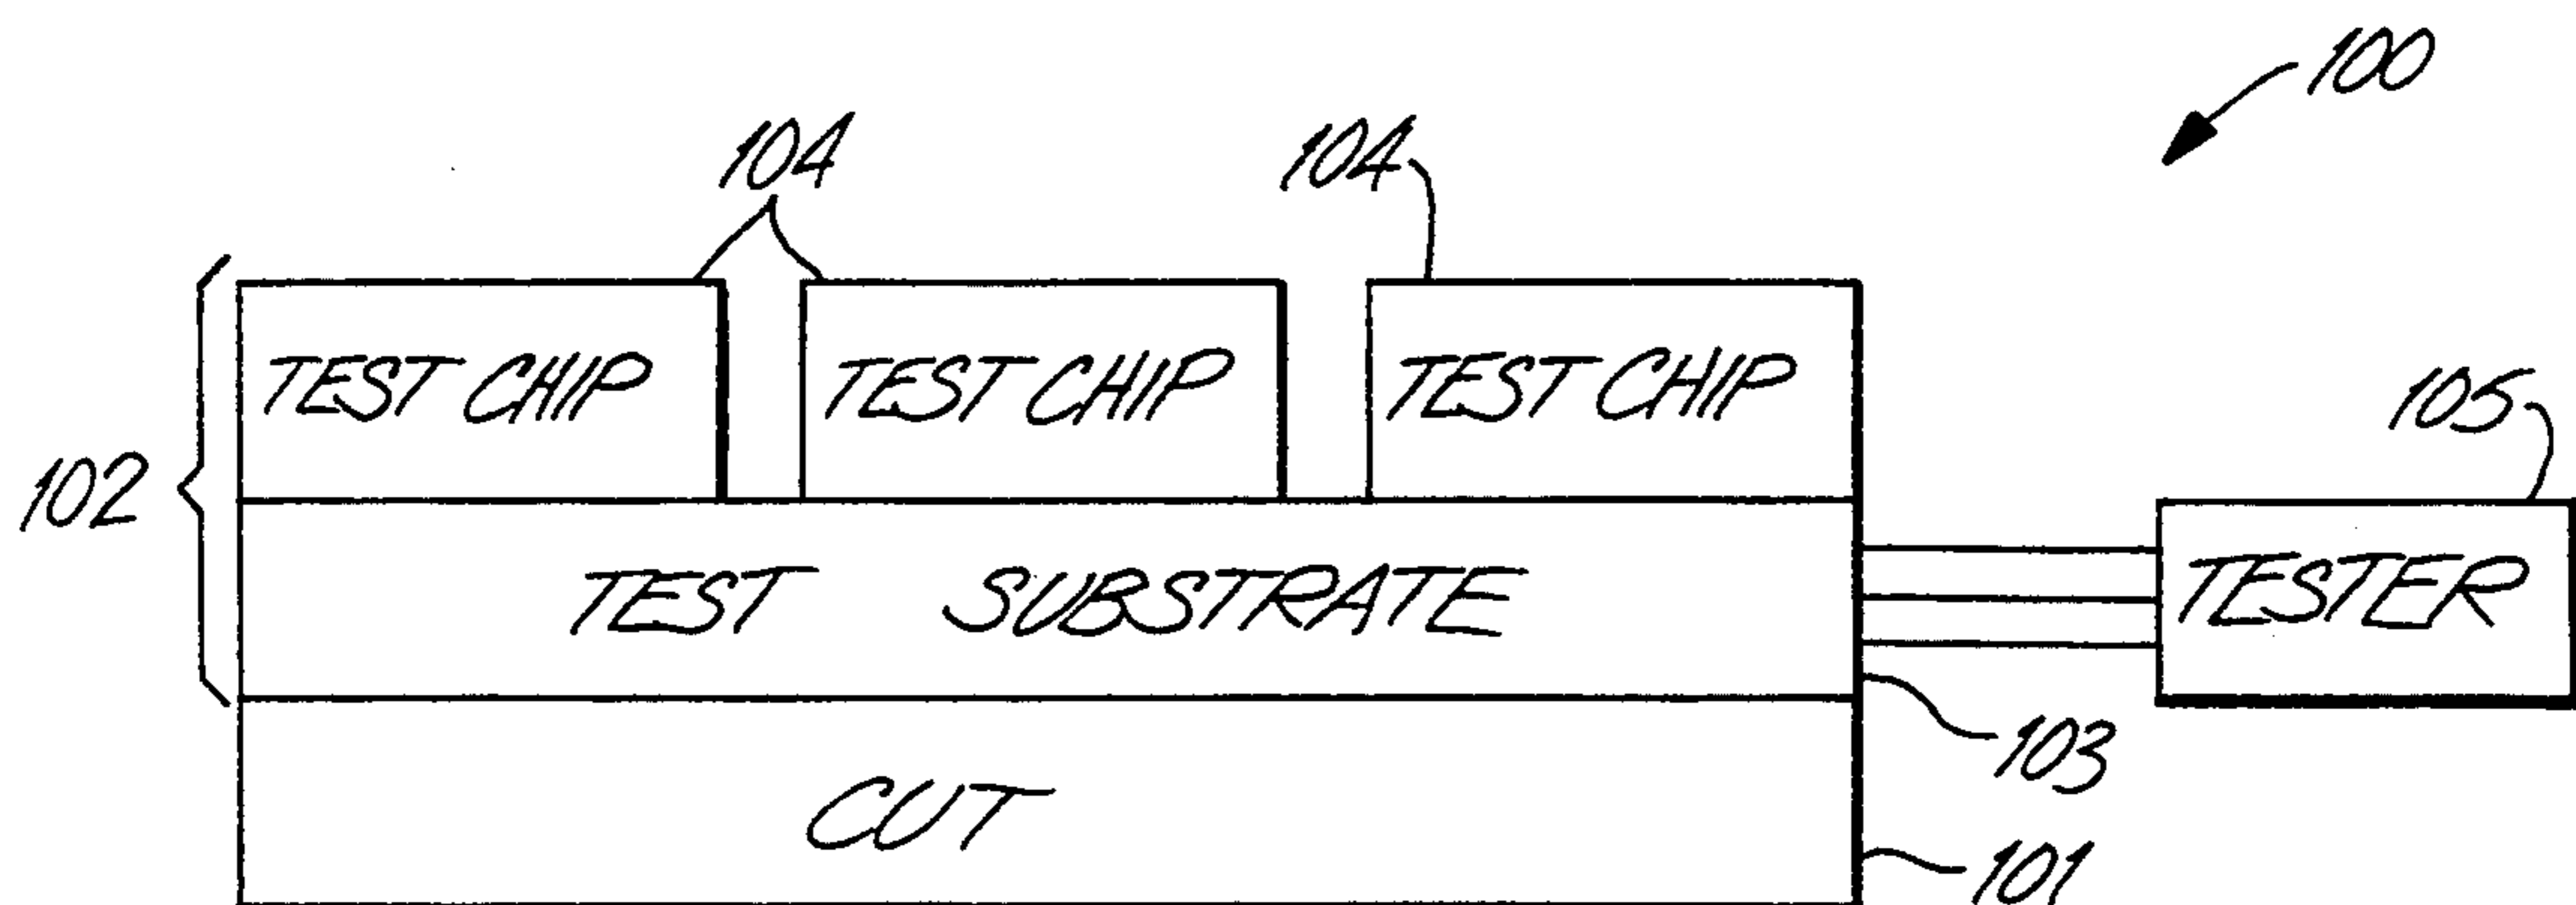 100
104
104
TEST CHIP
TEST CHIP
TEST CHIP
105
102
TEST SUBSTRATE
TESTER
103
CUT
101